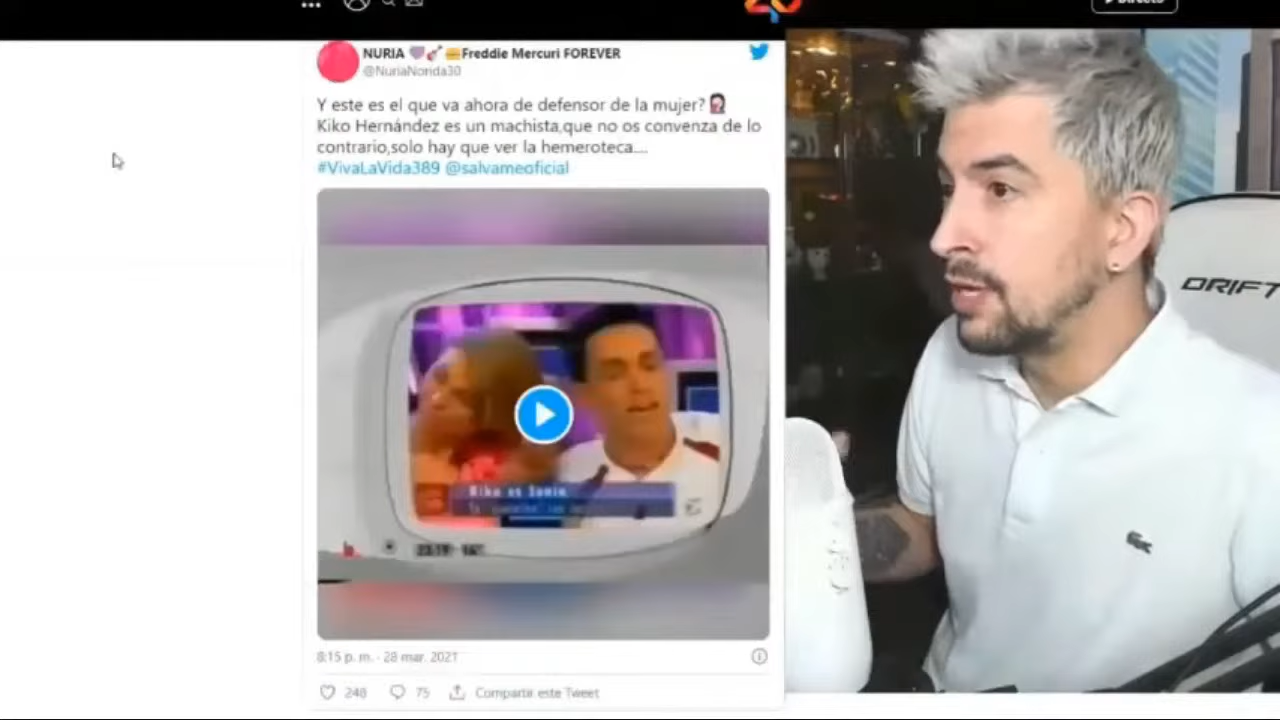 Directo
NURIA 💜🎸🍔Freddie Mercuri FOREVER
@NuriaNonda30
Y este es el que va ahora de defensor de la mujer?🤦🏻‍♀️
Kiko Hernández es un machista,que no os convenza de lo
contrario,solo hay que ver la hemeroteca....
#VivaLaVida389 @salvameoficial
Kiko vs Sonia
8:15 p. m. · 28 mar. 2021
248 75 Compartir este Tweet
DRIFT